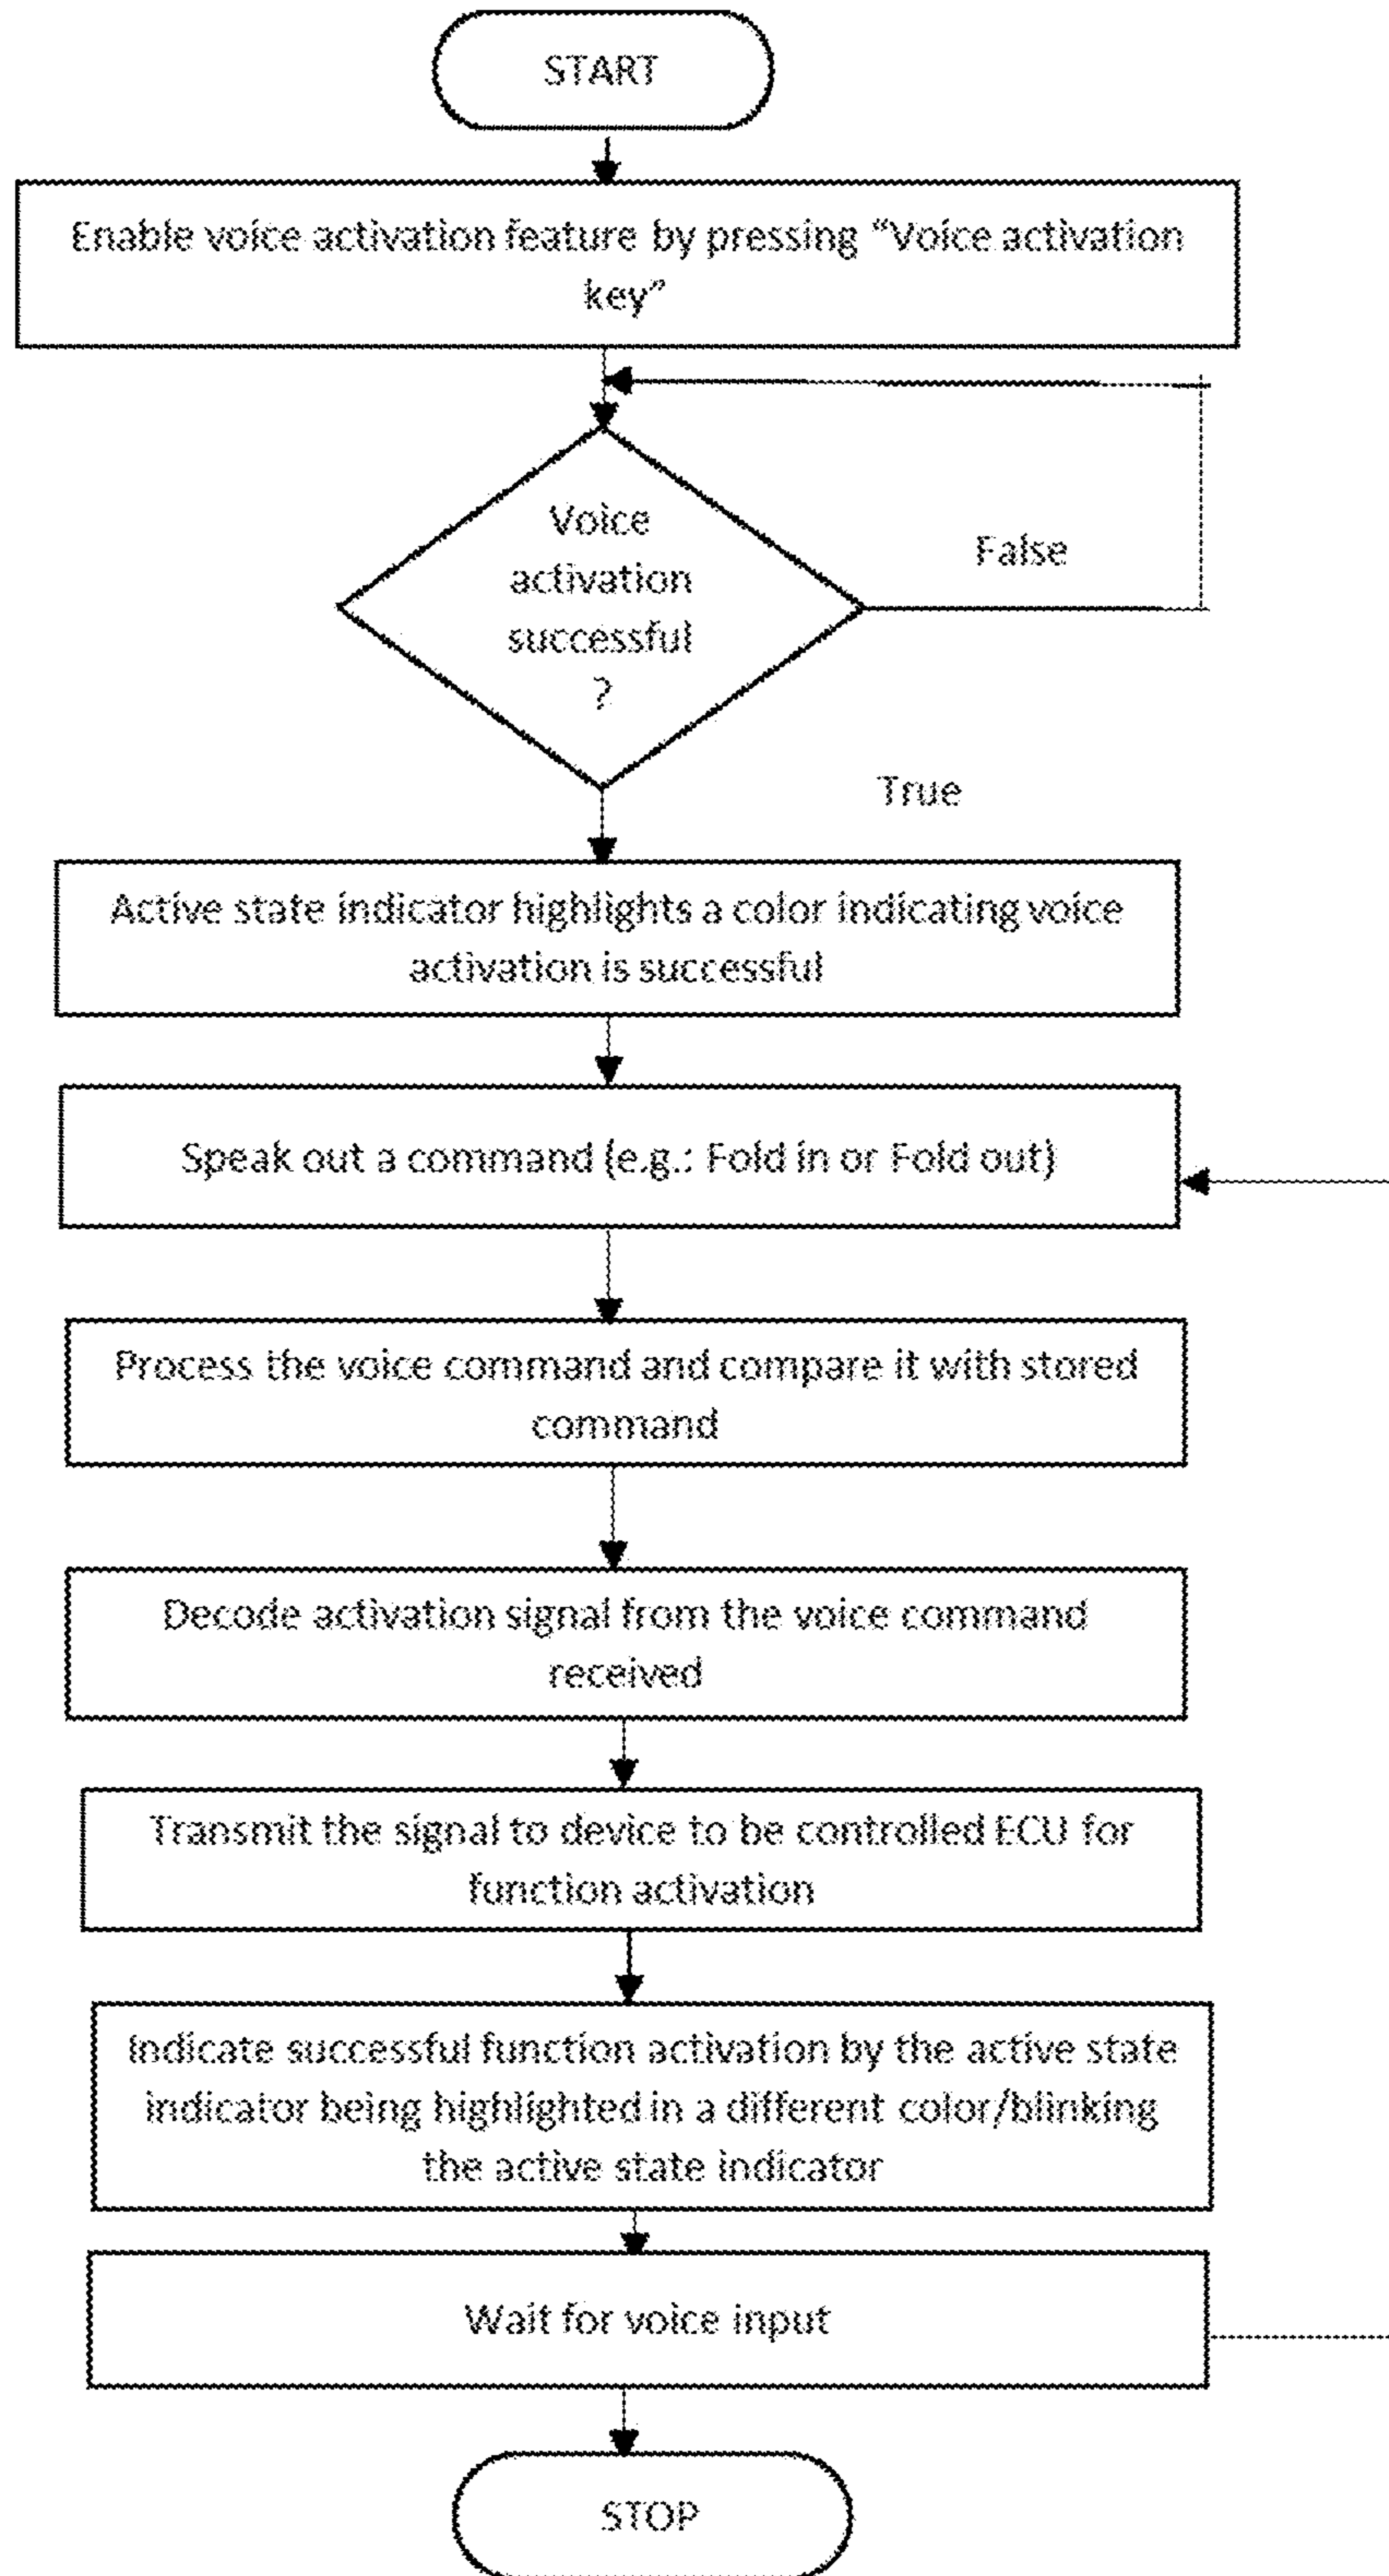 START
Enable voice activation feature by pressing “Voice activation
key”
Voice
activation
successful
?
False
True
Active state indicator highlights a color indicating voice
activation is successful
Speak out a command (e.g.: Fold in or Fold out)
Process the voice command and compare it with stored
command
Decode activation signal from the voice command
received
Transmit the signal to device to be controlled ECU for
function activation
Indicate successful function activation by the active state
indicator being highlighted in a different color/blinking
the active state indicator
Wait for voice input
STOP